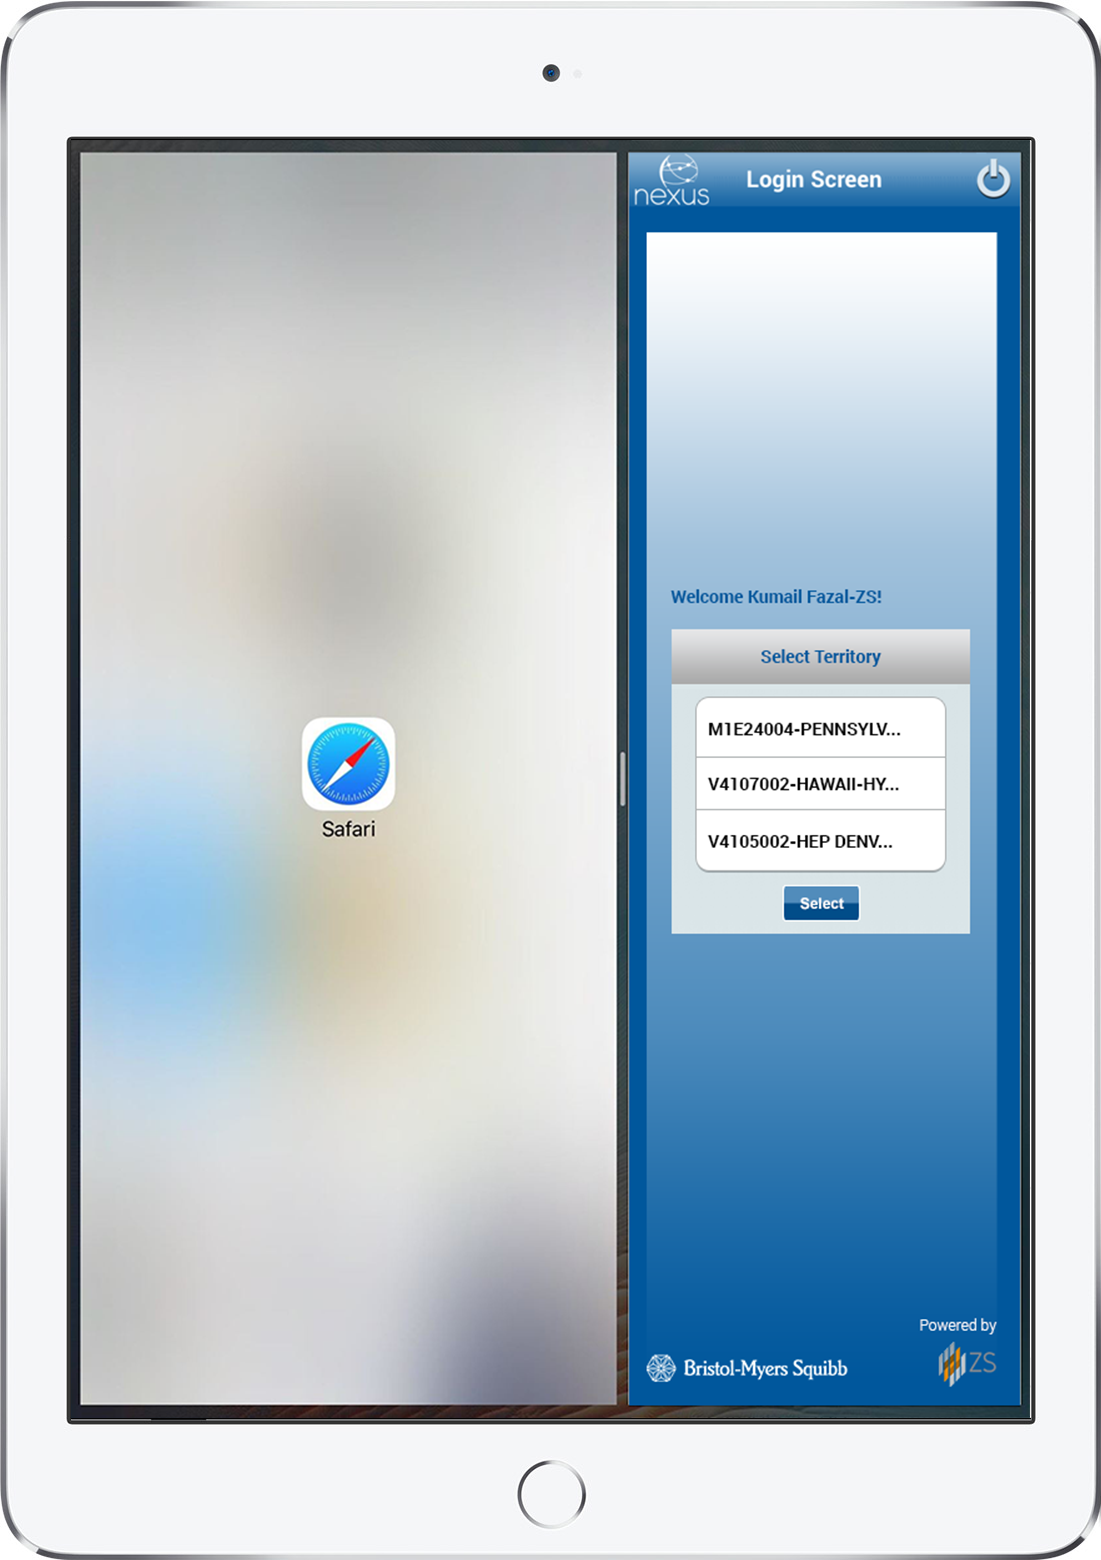 Safari
nexus
Login Screen
Welcome Kumail Fazal-ZS!
Select Territory
M1E24004-PENNSYLV...
V4107002-HAWAII-HY...
V4105002-HEP DENV...
Select
Powered by
Bristol-Myers Squibb
ZS